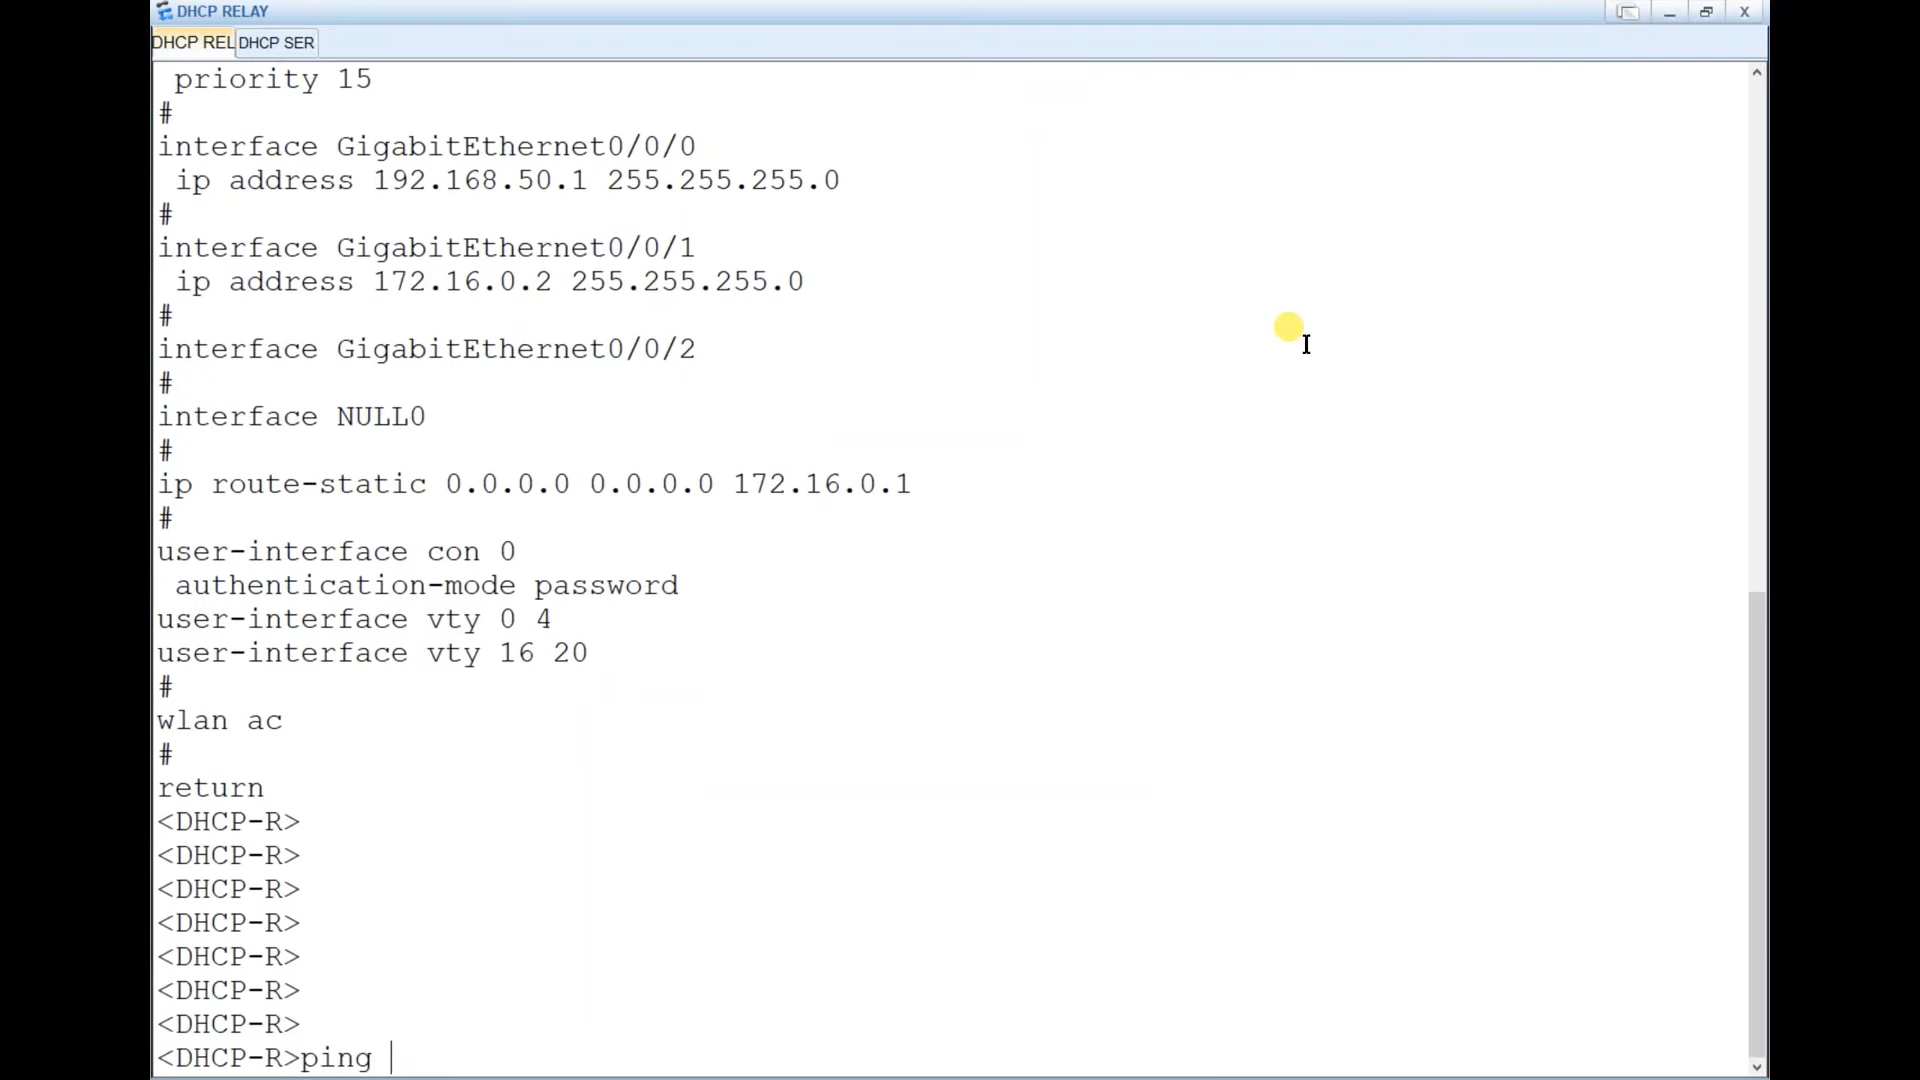 DHCP RELAY
DHCP REL DHCP SER
priority 15
#
interface GigabitEthernet0/0/0
ip address 192.168.50.1 255.255.255.0
#
interface GigabitEthernet0/0/1
ip address 172.16.0.2 255.255.255.0
#
interface GigabitEthernet0/0/2
#
interface NULL0
#
ip route-static 0.0.0.0 0.0.0.0 172.16.0.1
#
user-interface con 0
authentication-mode password
user-interface vty 0 4
user-interface vty 16 20
#
wlan ac
#
return
<DHCP-R>
<DHCP-R>
<DHCP-R>
<DHCP-R>
<DHCP-R>
<DHCP-R>
<DHCP-R>
<DHCP-R>ping